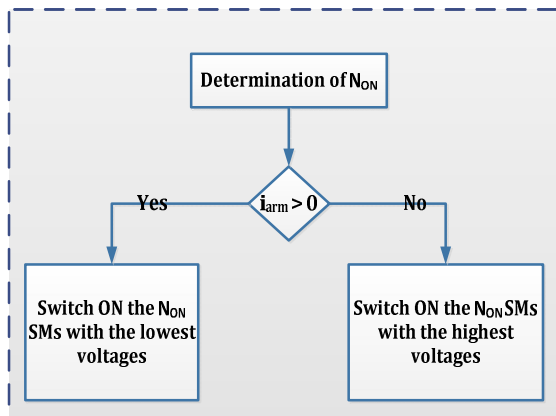 Determination of NON
Yes
iarm > 0
No
Switch ON the NON
SMs with the lowest
voltages
Switch ON the NON SMs
with the highest
voltages